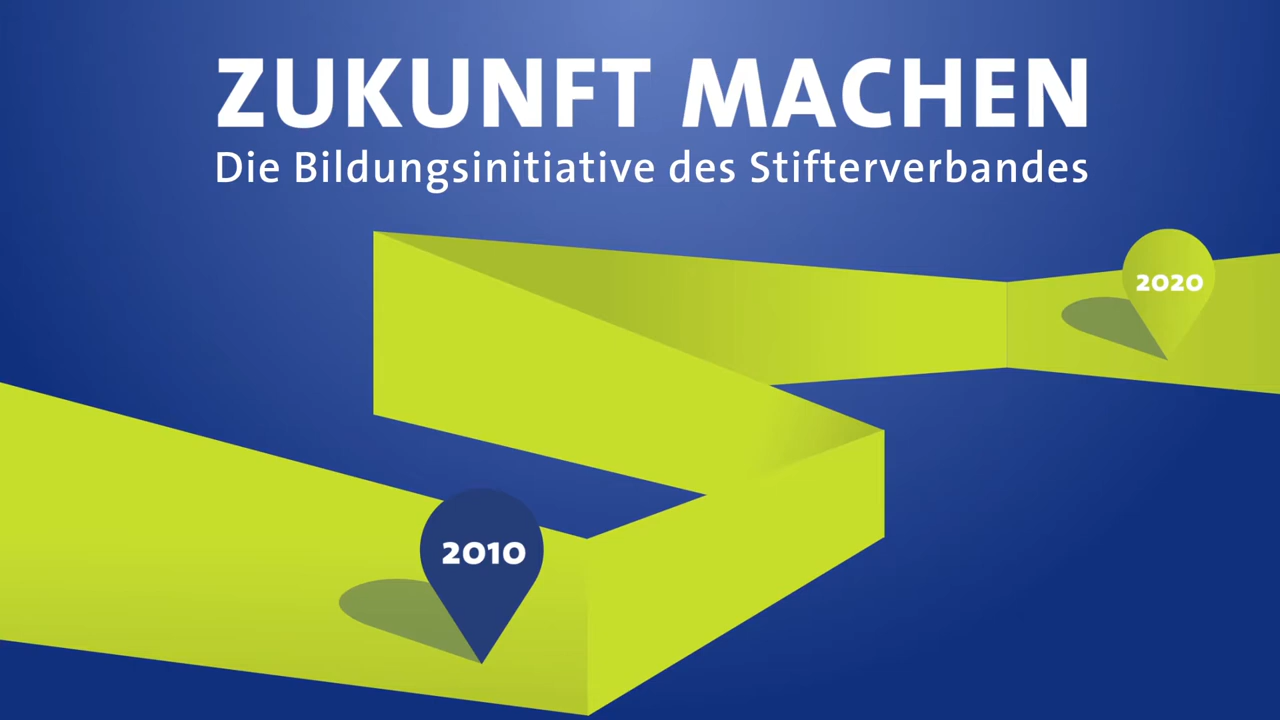 ZUKUNFT MACHEN
Die Bildungsinitiative des Stifterverbandes
2020
2010